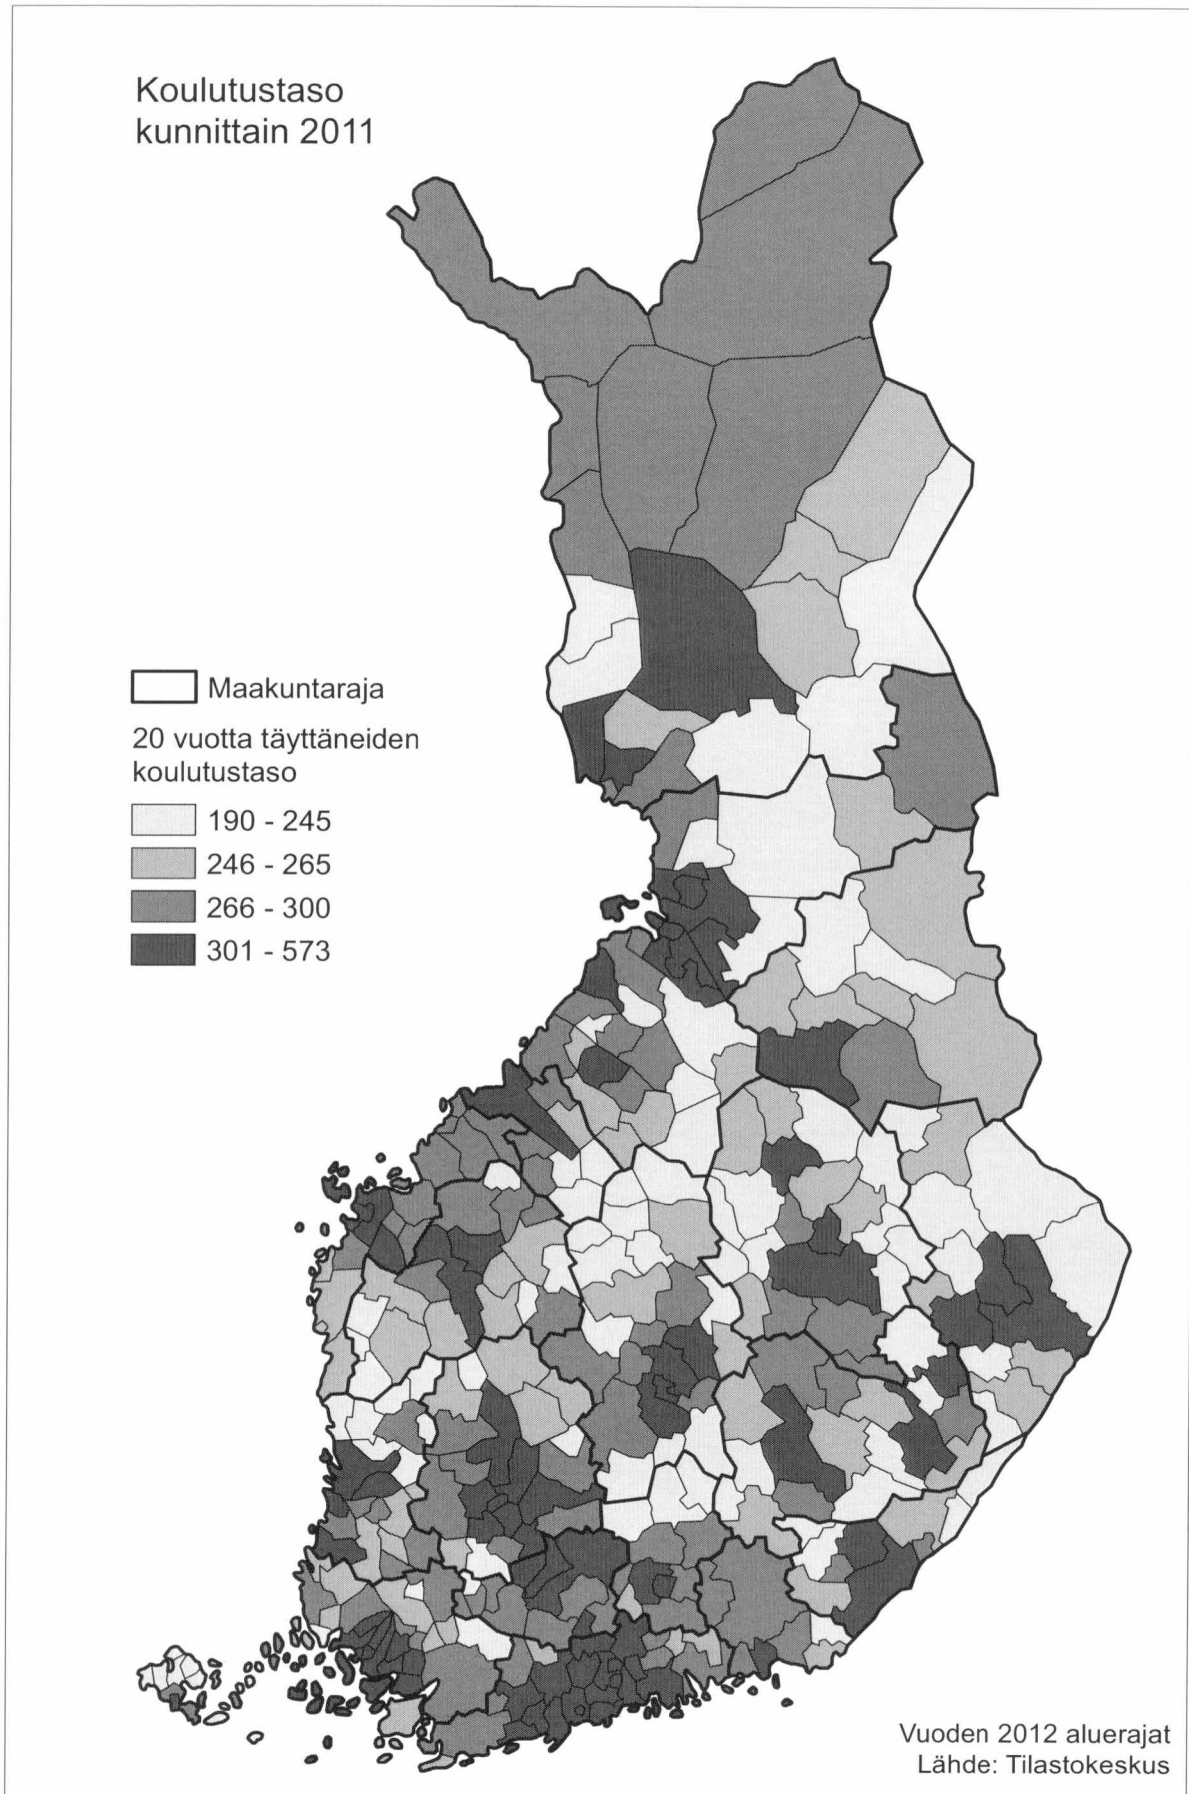 Koulutustaso
kunnittain 2011
Maakuntaraja
20 vuotta täyttäneiden
koulutustaso
190 - 245
246 - 265
266 - 300
301 - 573
Vuoden 2012 aluerajat
Lähde: Tilastokeskus